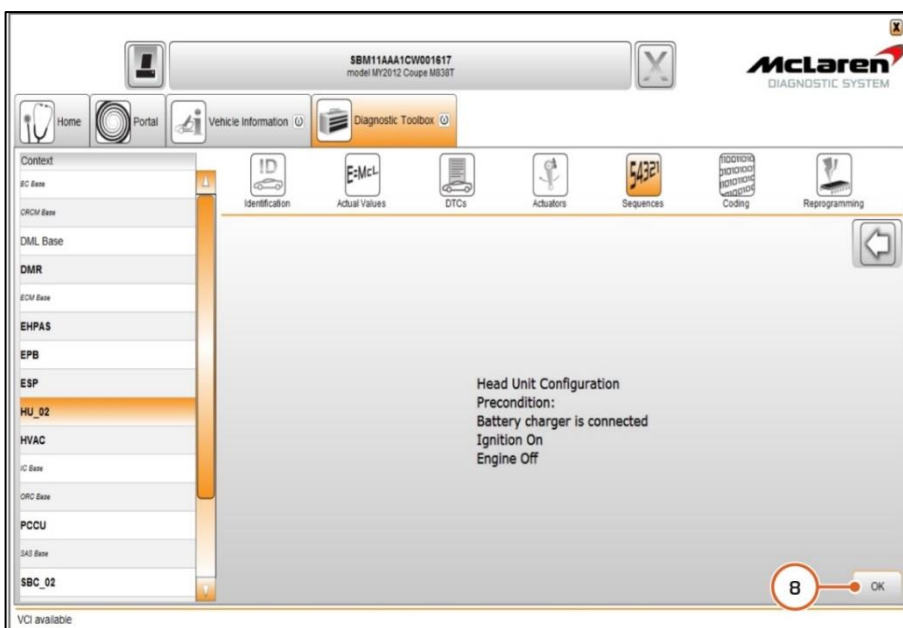 X
SBM11AAA1CW001617
model MY2012 Coupe M838T
McLaren
DIAGNOSTIC SYSTEM
Home
Portal
Vehicle Information
Diagnostic Toolbox
Context
BC Base
CRCM Base
DML Base
DMR
ECM Base
EHPAS
EPB
ESP
HU_02
HVAC
IC Base
ORC Base
PCCU
SAS Base
SBC_02
ID
Identification
E=McL
Actual Values
DTCs
Actuators
54321
Sequences
Coding
Reprogramming
Head Unit Configuration
Precondition:
Battery charger is connected
Ignition On
Engine Off
8
OK
VCI available